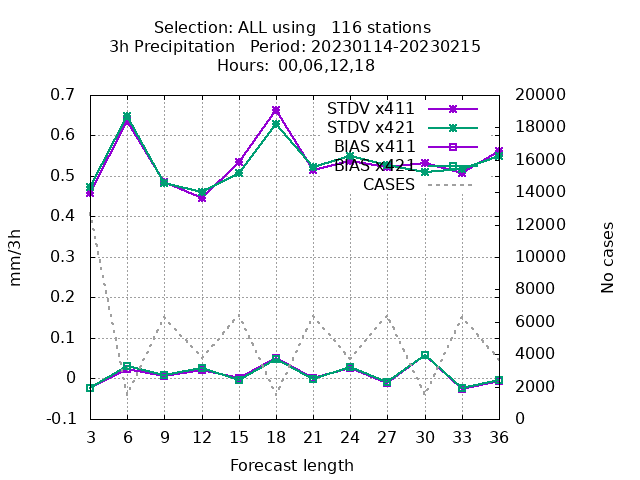 Selection: ALL using   116 stations
3h Precipitation   Period: 20230114-20230215
Hours:  00,06,12,18
0.7
0.6
0.5
0.4
0.3
0.2
0.1
0
-0.1
mm/3h
STDV x411
STDV x421
BIAS x411
BIAS x421
CASES
20000
18000
16000
14000
12000
10000
8000
6000
4000
2000
0
No cases
3 6 9 12 15 18 21 24 27 30 33 36
Forecast length